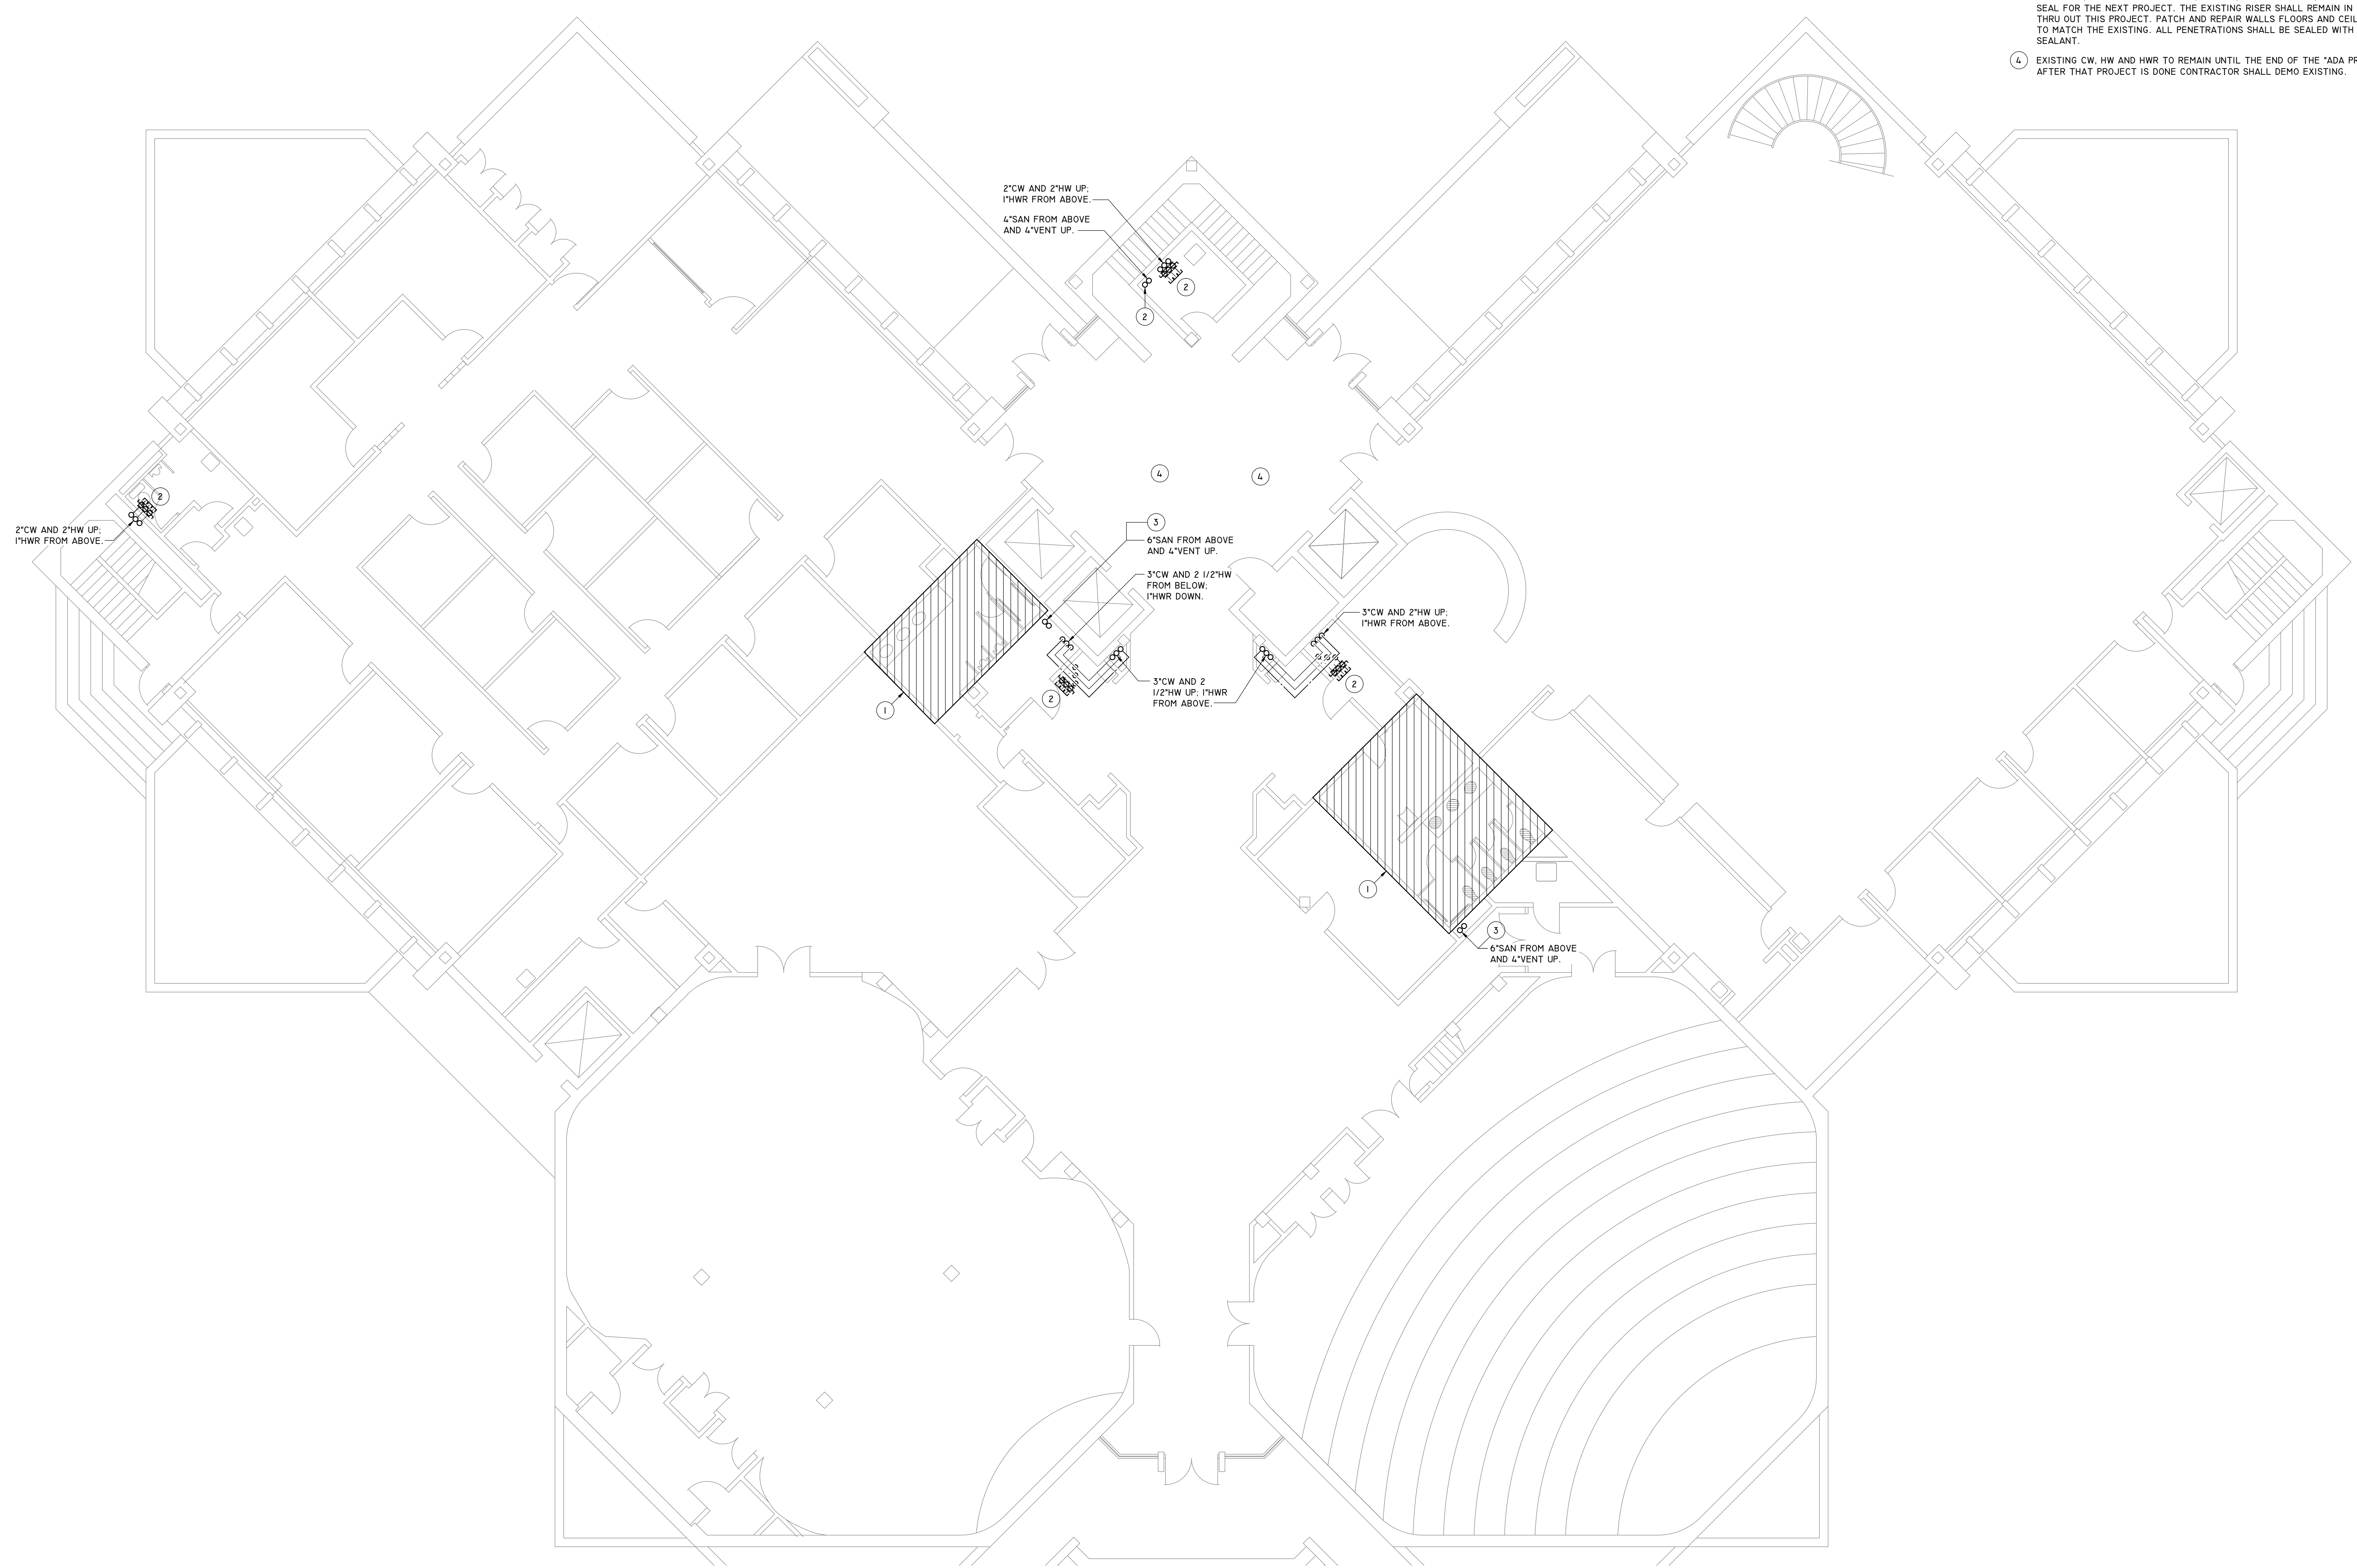 SEAL FOR THE NEXT PROJECT. THE EXISTING RISER SHALL REMAIN IN
THRU OUT THIS PROJECT. PATCH AND REPAIR WALLS FLOORS AND CEIL
TO MATCH THE EXISTING. ALL PENETRATIONS SHALL BE SEALED WITH
SEALANT.
4 EXISTING CW, HW AND HWR TO REMAIN UNTIL THE END OF THE "ADA PR
AFTER THAT PROJECT IS DONE CONTRACTOR SHALL DEMO EXISTING.
2"CW AND 2"HW UP;
1"HWR FROM ABOVE.
4"SAN FROM ABOVE
AND 4"VENT UP.
2
2
4
4
2
2"CW AND 2"HW UP;
1"HWR FROM ABOVE.
3
6"SAN FROM ABOVE
AND 4"VENT UP.
3"CW AND 2 1/2"HW
FROM BELOW;
1"HWR DOWN.
3"CW AND 2"HW UP;
1"HWR FROM ABOVE.
3"CW AND 2
1/2"HW UP; 1"HWR
FROM ABOVE.
2
2
1
1
3
6"SAN FROM ABOVE
AND 4"VENT UP.